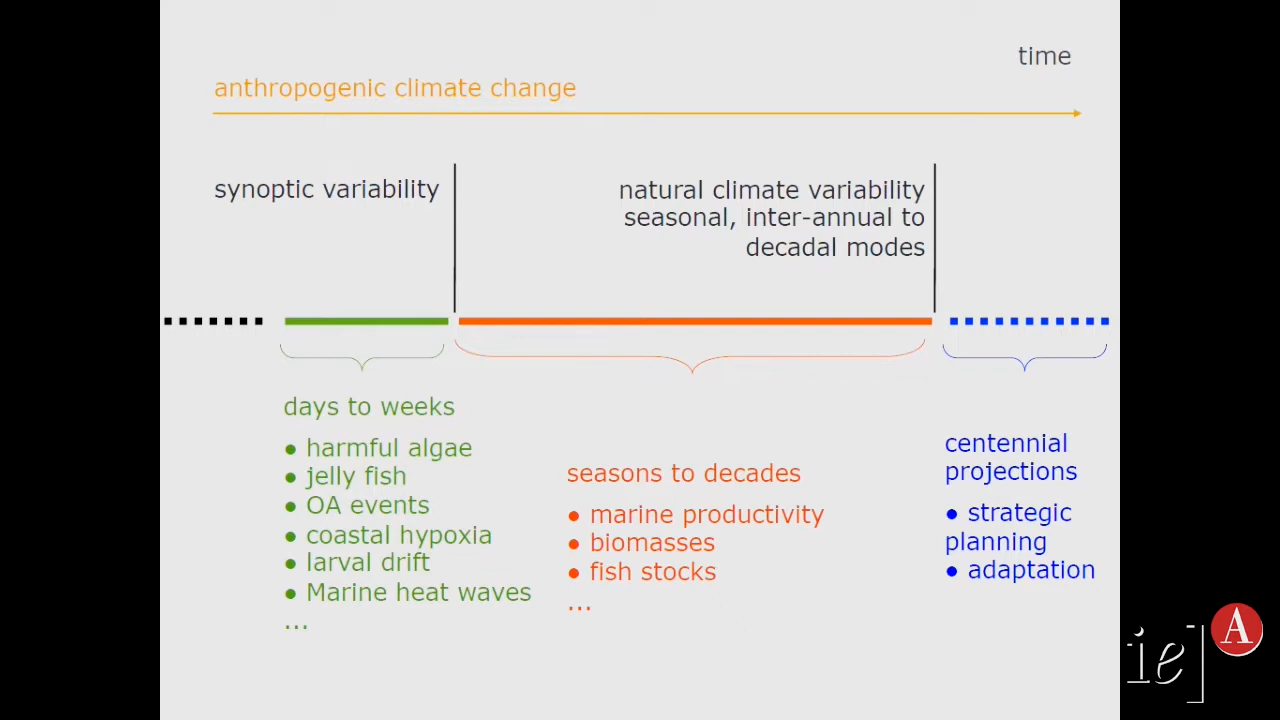 time
anthropogenic climate change
synoptic variability
natural climate variability
seasonal, inter-annual to
decadal modes
days to weeks
● harmful algae
● jelly fish
● OA events
● coastal hypoxia
● larval drift
● Marine heat waves
...
seasons to decades
● marine productivity
● biomasses
● fish stocks
...
centennial
projections
● strategic
planning
● adaptation
ie]
A